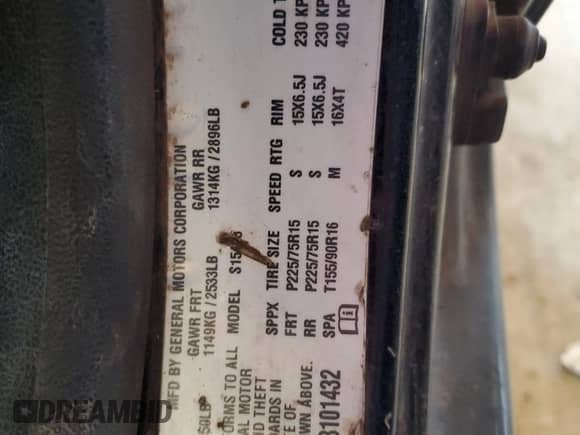 MFD BY GENERAL MOTORS CORPORATION
GAWR FRT GAWR RR
1149KG / 2533LB 1314KG / 2896LB
ORMS TO ALL MODEL
AL MOTOR
D THEFT SPPX TIRE SIZE SPEED RTG RIM COLD T
ARDS IN FRT P225/75R15 S 15X6.5J 230 KP
TE OF RR P225/75R15 S 15X6.5J 230 KP
WN ABOVE. SPA T155/90R16 M 16X4T 420 KP
101432
DREAMBID